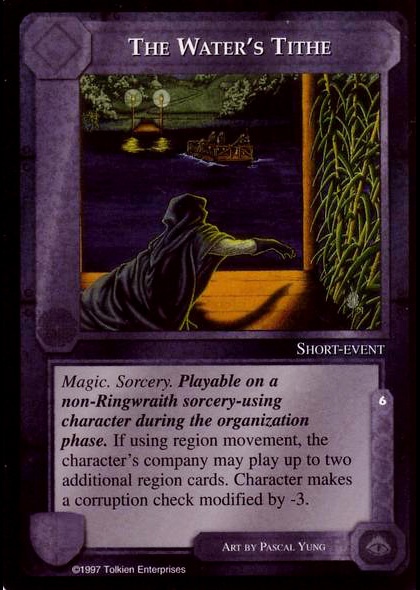 THE WATER'S TITHE
SHORT-EVENT
Magic. Sorcery. Playable on a
non-Ringwraith sorcery-using
character during the organization
phase. If using region movement, the
character's company may play up to two
additional region cards. Character makes
a corruption check modified by -3.
6
ART BY PASCAL YUNG
©1997 Tolkien Enterprises